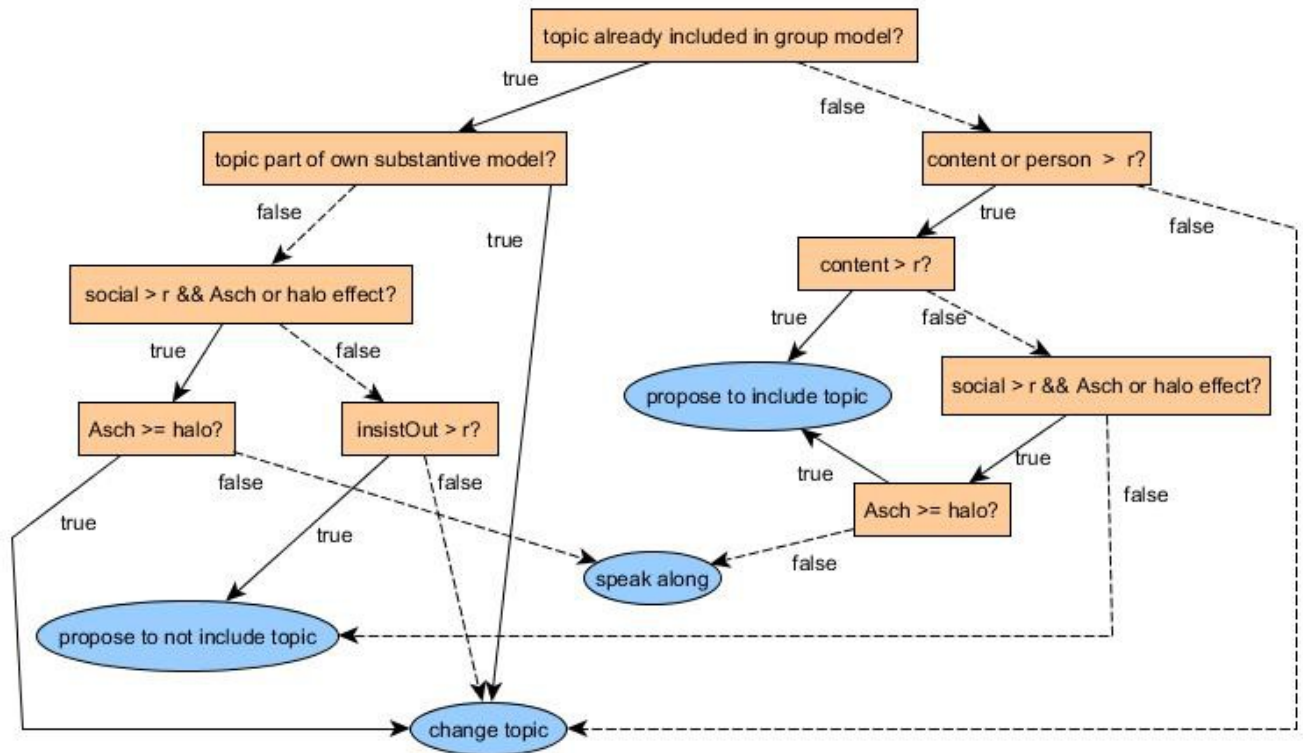 topic already included in group model?
true
false
topic part of own substantive model?
content or person > r?
false
true
true
false
social > r && Asch or halo effect?
content > r?
true
false
true
false
Asch >= halo?
insistOut > r?
propose to include topic
social > r && Asch or halo effect?
true
false
true
false
true
true
false
Asch >= halo?
false
speak along
propose to not include topic
change topic